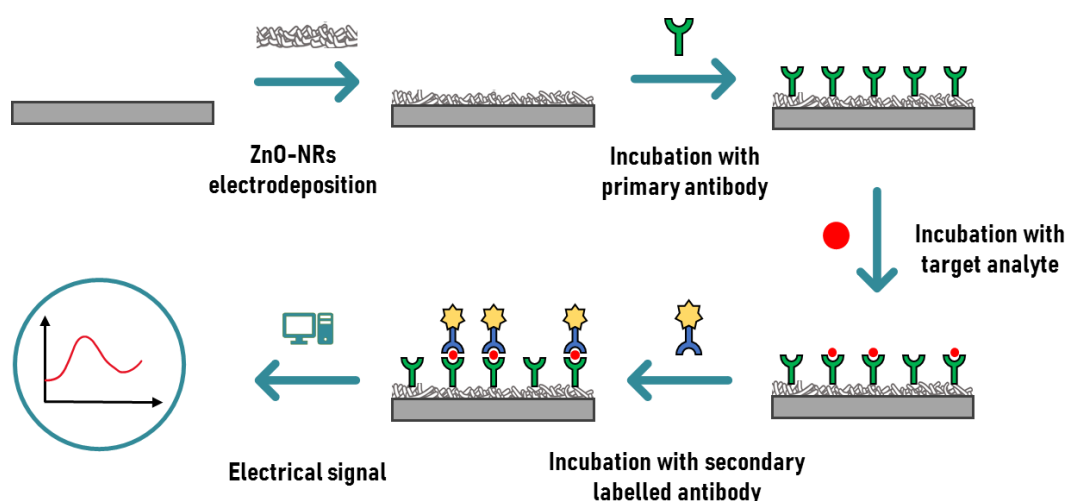 ZnO-NRs
electrodeposition
Incubation with
primary antibody
Incubation with
target analyte
Incubation with secondary
labelled antibody
Electrical signal